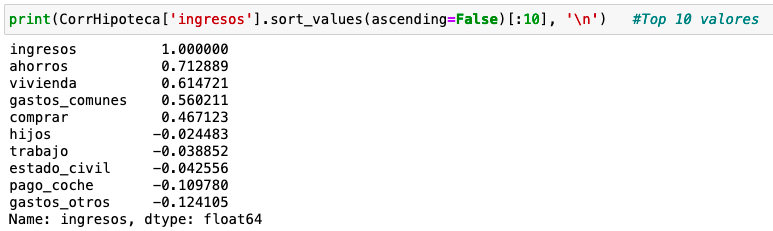 print(CorrHipoteca['ingresos'].sort_values(ascending=False)[:10], '\n')   #Top 10 valores
ingresos          1.000000
ahorros           0.712889
vivienda          0.614721
gastos_comunes    0.560211
comprar           0.467123
hijos            -0.024483
trabajo          -0.038852
estado_civil     -0.042556
pago_coche       -0.109780
gastos_otros     -0.124105
Name: ingresos, dtype: float64